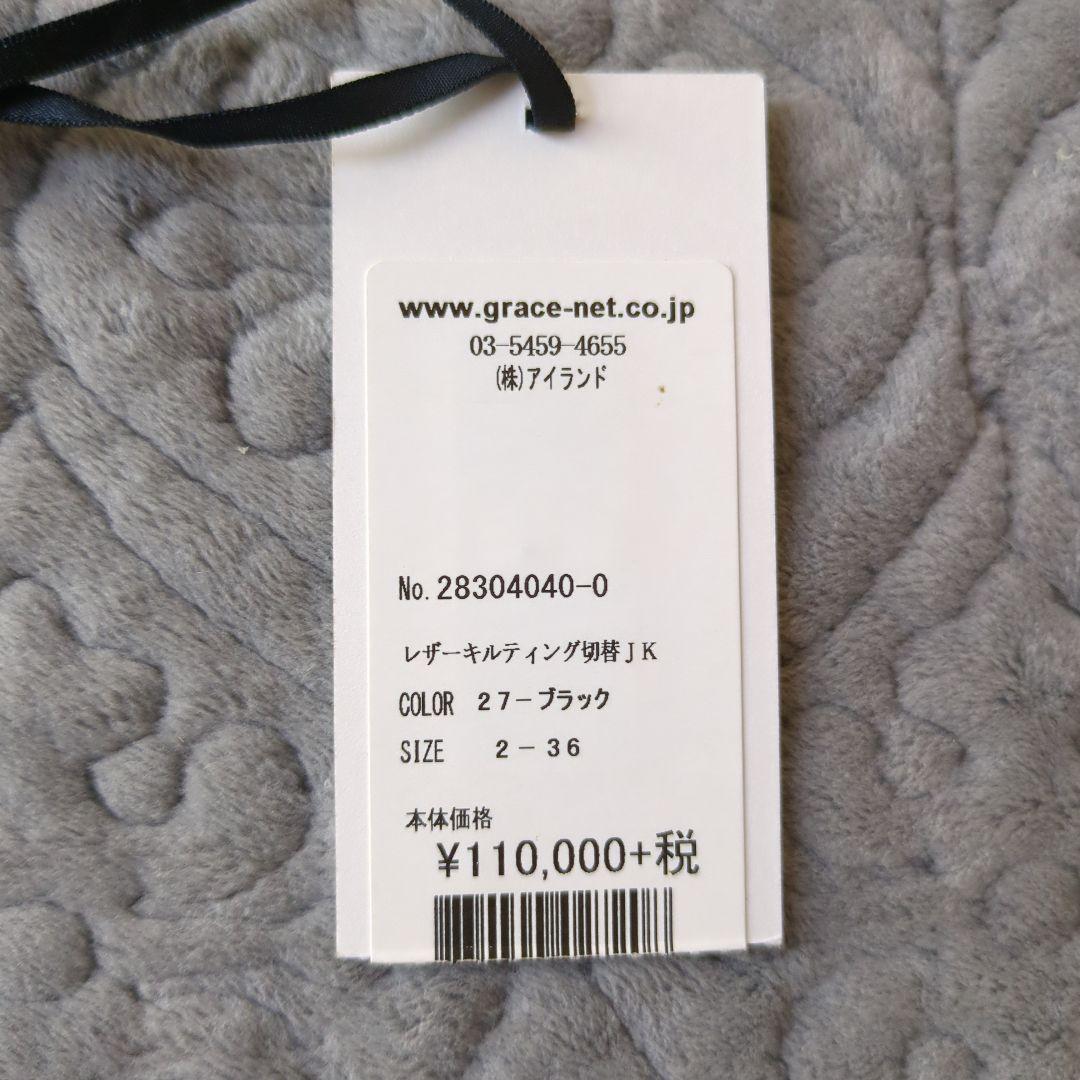 www.grace-net.co.jp
03-5459-4655
(株)アイランド
No.28304040-0
レザーキルティング切替JK
COLOR 27-ブラック
SIZE 2-36
本体価格
¥110,000+税